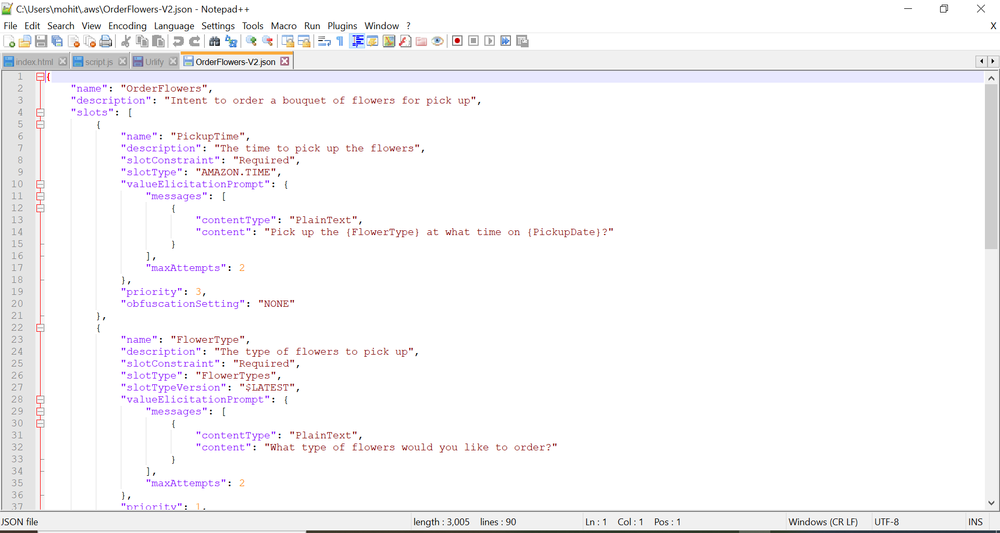 C:\Users\mohit\.aws\OrderFlowers-V2.json - Notepad++
File Edit Search View Encoding Language Settings Tools Macro Run Plugins Window ? X
index.html script.js Urlify OrderFlowers-V2.json
1 {
2 "name": "OrderFlowers",
3 "description": "Intent to order a bouquet of flowers for pick up",
4 "slots": [
5 {
6 "name": "PickupTime",
7 "description": "The time to pick up the flowers",
8 "slotConstraint": "Required",
9 "slotType": "AMAZON.TIME",
10 "valueElicitationPrompt": {
11 "messages": [
12 {
13 "contentType": "PlainText",
14 "content": "Pick up the {FlowerType} at what time on {PickupDate}?"
15 }
16 ],
17 "maxAttempts": 2
18 },
19 "priority": 3,
20 "obfuscationSetting": "NONE"
21 },
22 {
23 "name": "FlowerType",
24 "description": "The type of flowers to pick up",
25 "slotConstraint": "Required",
26 "slotType": "FlowerTypes",
27 "slotTypeVersion": "$LATEST",
28 "valueElicitationPrompt": {
29 "messages": [
30 {
31 "contentType": "PlainText",
32 "content": "What type of flowers would you like to order?"
33 }
34 ],
35 "maxAttempts": 2
36 },
37 "priority": 1,
JSON file length : 3,005 lines : 90 Ln : 1 Col : 1 Pos : 1 Windows (CR LF) UTF-8 INS